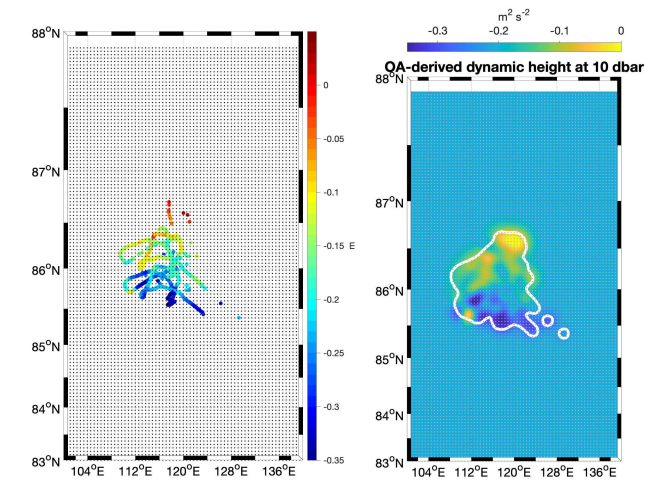 88°N
87°N
86°N
85°N
84°N
83°N
104°E 112°E 120°E 128°E 136°E
0
-0.05
-0.1
-0.15
-0.2
-0.25
-0.3
-0.35
m
m² s⁻²
-0.3 -0.2 -0.1 0
OA-derived dynamic height at 10 dbar
88°N
87°N
86°N
85°N
84°N
83°N
104°E 112°E 120°E 128°E 136°E